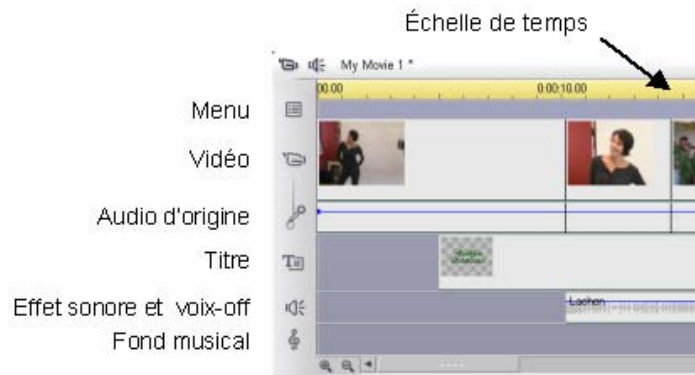 Échelle de temps
My Movie 1 *
00.00 0:00:10.00
Menu
Vidéo
Audio d'origine
Titre
Effet sonore et voix-off
Lachen
Fond musical